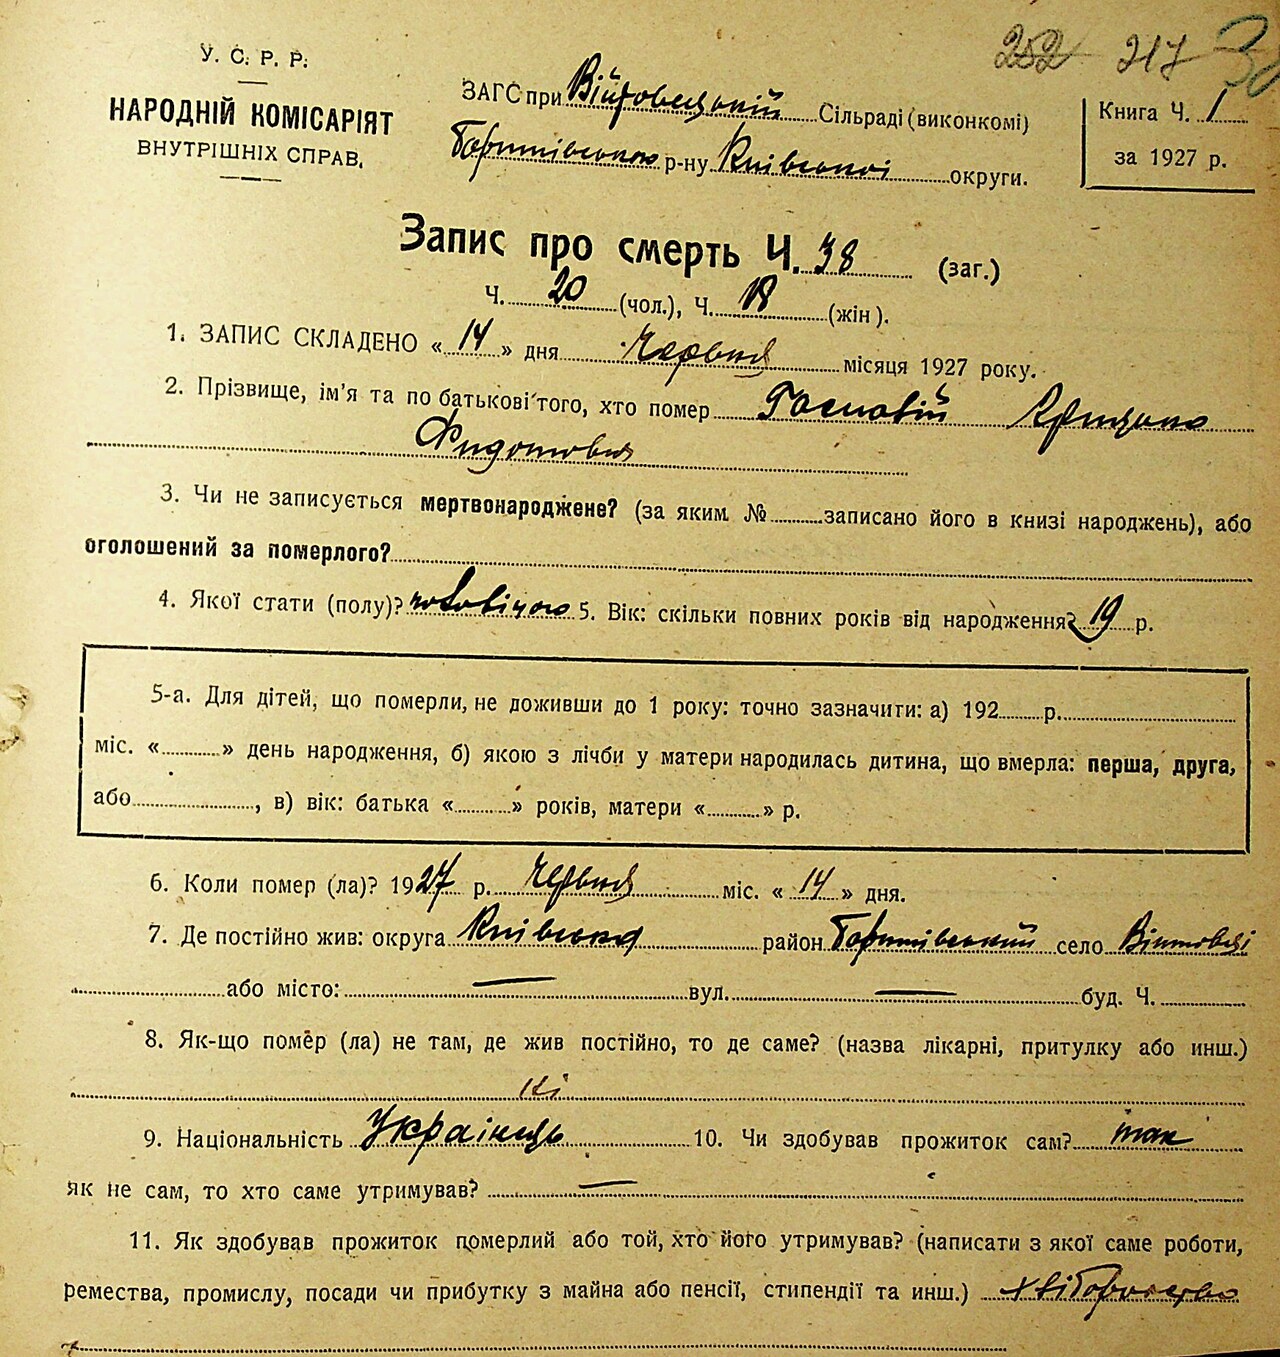 252 217 30
У. С. Р. Р.
НАРОДНІЙ КОМІСАРІЯТ
ВНУТРІШНІХ СПРАВ.
ЗАГС при Війтовецькій Сільраді (виконкомі)
Баришівського р-ну Київської округи.
Книга Ч. 1
за 1927 р.
Запис про смерть Ч. 38 (заг.)
Ч. 20 (чол.), Ч. 18 (жін).
1. ЗАПИС СКЛАДЕНО « 14 » дня Червня місяця 1927 року.
2. Прізвище, ім'я та по батькові того, хто помер
3. Чи не записується мертвонароджене? (за яким № записано його в книзі народжень), або
оголошений за померлого?
4. Якої стати (полу)? чоловічого 5. Вік: скільки повних років від народження? 19 р.
5-а. Для дітей, що померли, не доживши до 1 року: точно зазначити: а) 192 р.
міс. « » день народження, б) якою з лічби у матери народилась дитина, що вмерла: перша, друга,
або , в) вік: батька « » років, матери « » р.
6. Коли помер (ла)? 1927 р. Червня міс. « 14 » дня.
7. Де постійно жив: округа Київська район Баришівський село Війтовці
або місто: — вул. — буд. Ч.
8. Як-що помер (ла) не там, де жив постійно, то де саме? (назва лікарні, притулку або инш.)
ні
9. Національність Українець 10. Чи здобував прожиток сам? так
як не сам, то хто саме утримував? —
11. Як здобував прожиток померлий або той, хто його утримував? (написати з якої саме роботи,
ремества, промислу, посади чи прибутку з майна або пенсії, стипендії та инш.) хліборобство